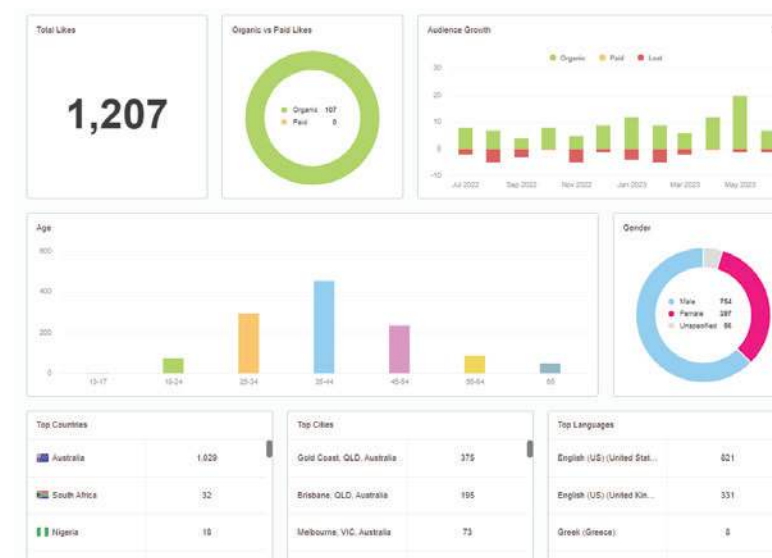 Total Likes
1,207
Organic vs Paid Likes
Organic 107
Paid 0
Audience Growth
Organic Paid Lost
30
20
10
0
-10
Jul 2022 Sep 2022 Nov 2022 Jan 2023 Mar 2023 May 2023
Age
600
400
200
0
13-17 18-24 25-34 35-44 45-54 55-64 65
Gender
Male 754
Female
Unspecified
Top Countries
Australia 1,029
South Africa 32
Nigeria 18
Top Cities
Gold Coast, QLD, Australia 375
Brisbane, QLD, Australia 195
Melbourne, VIC, Australia 73
Top Languages
English (US) (United Stat... 821
English (US) (United Kin... 331
Greek (Greece) 8